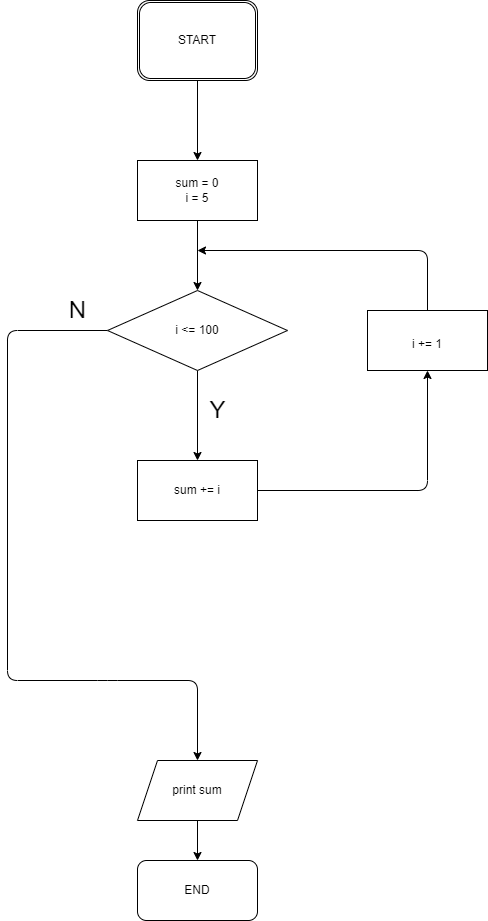 START
sum = 0
i = 5
N
i <= 100
i += 1
Y
sum += i
print sum
END